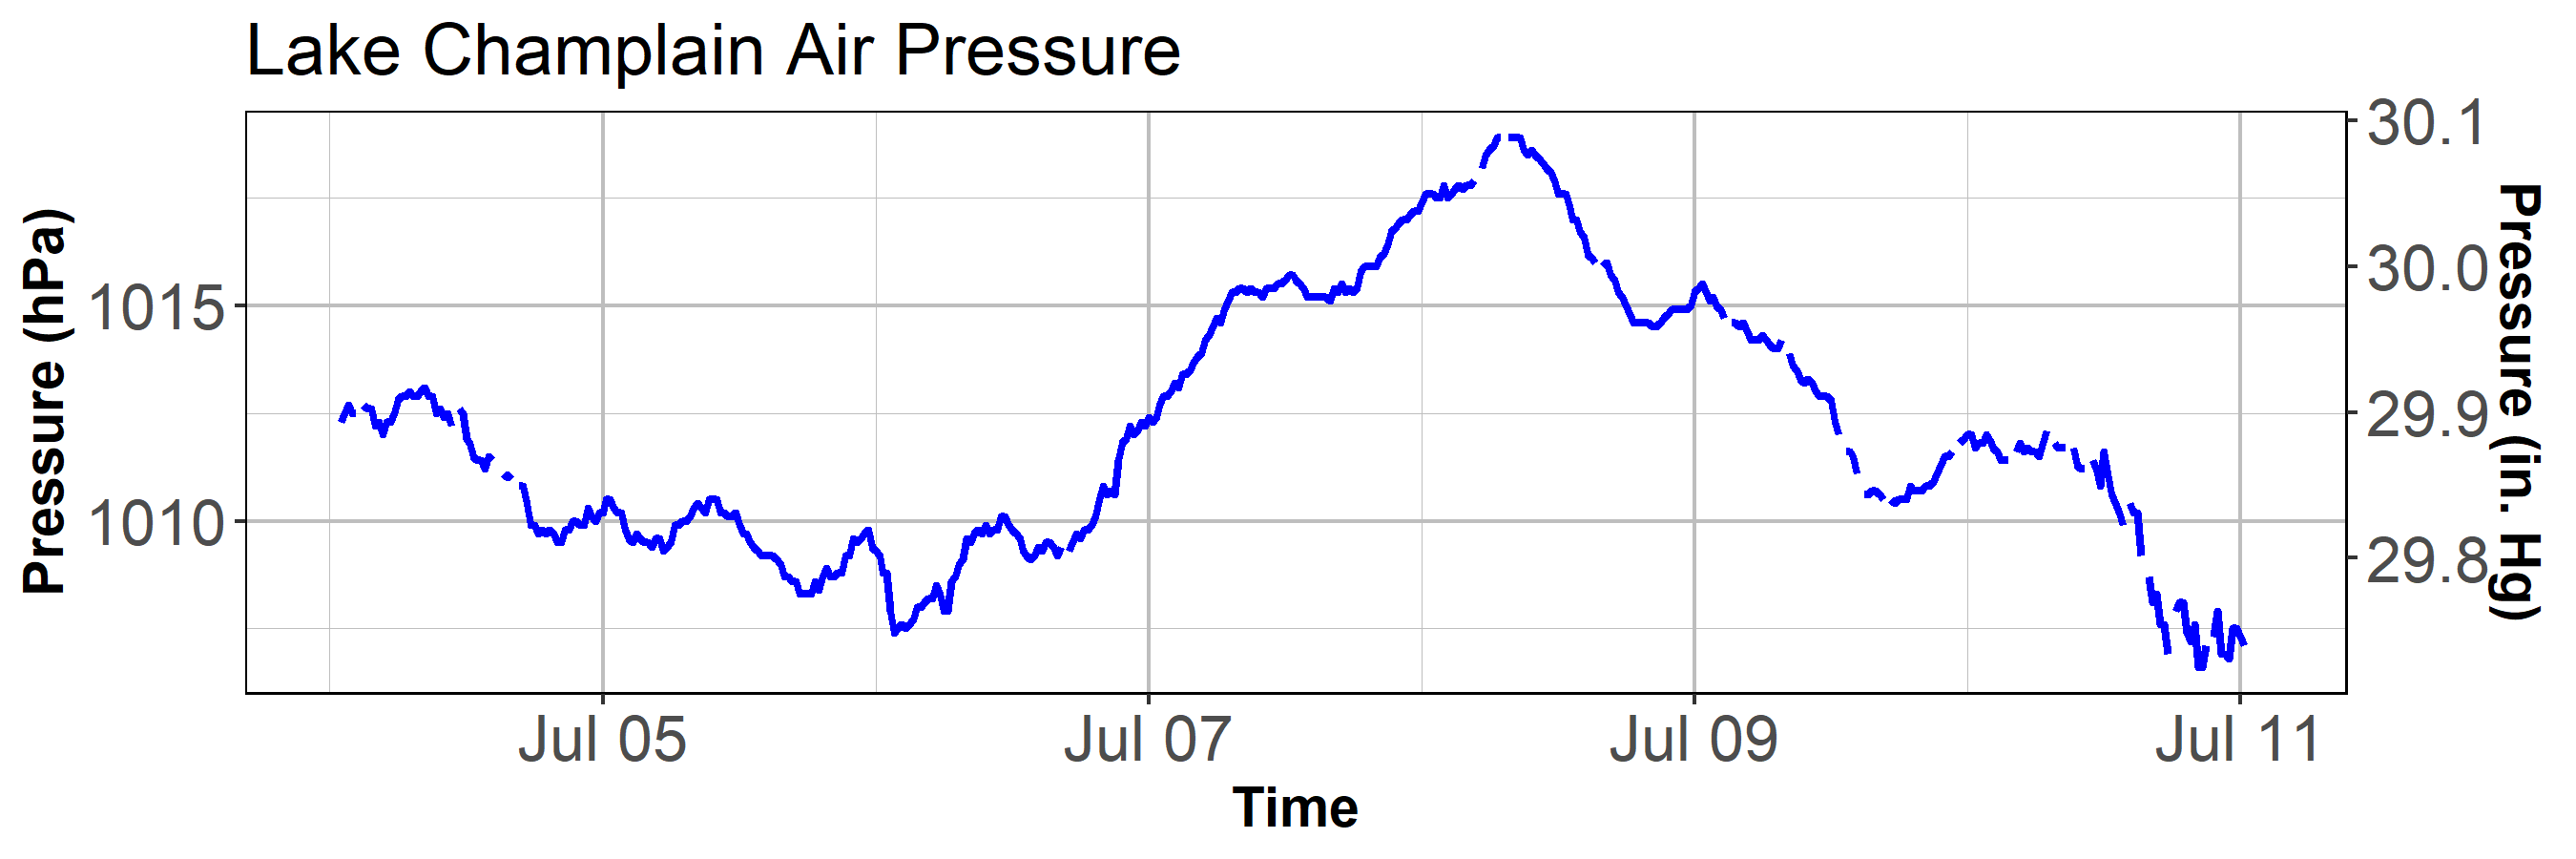 Lake Champlain Air Pressure
Pressure (hPa)
1015
1010
30.1
30.0
29.9
29.8
Pressure (in. Hg)
Jul 05 Jul 07 Jul 09 Jul 11
Time